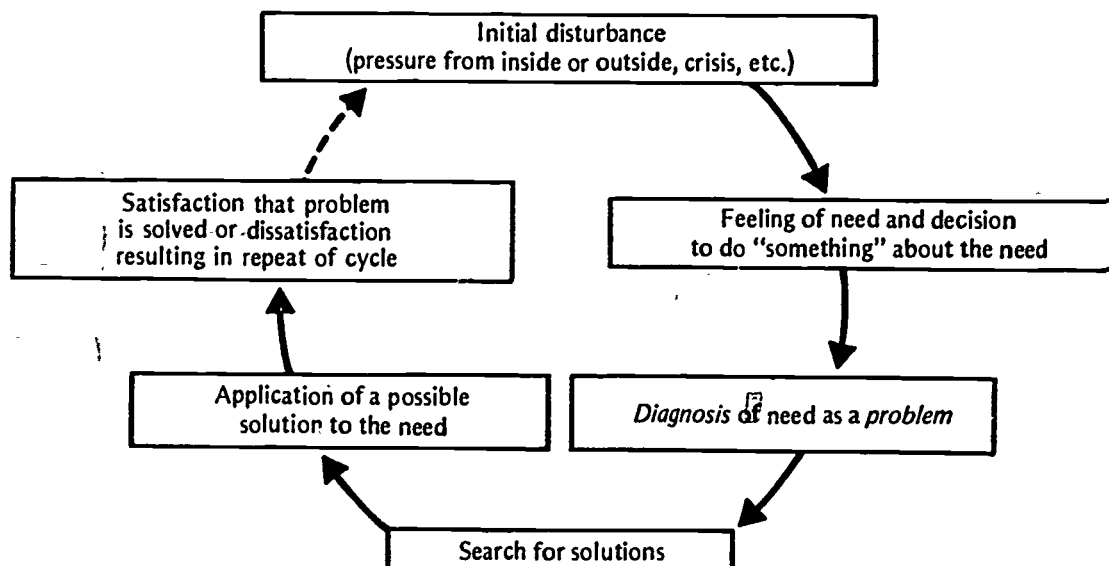 Initial disturbance
(pressure from inside or outside, crisis, etc.)
Feeling of need and decision
to do “something” about the need
Diagnosis of need as a problem
Search for solutions
Application of a possible
solution to the need
Satisfaction that problem
is solved or dissatisfaction
resulting in repeat of cycle